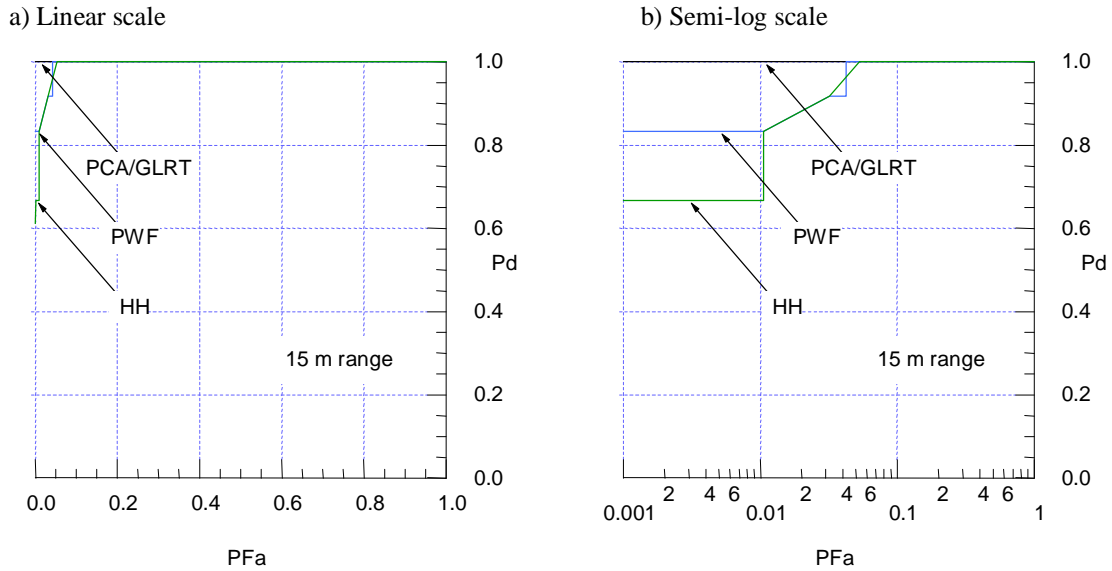 a) Linear scale
b) Semi-log scale
1.0
0.8
0.6
0.4
0.2
0.0
Pd
PCA/GLRT
PWF
HH
15 m range
0.0 0.2 0.4 0.6 0.8 1.0
PFa
1.0
0.8
0.6
0.4
0.2
0.0
Pd
PCA/GLRT
PWF
HH
15 m range
2 4 6 2 4 6 2 4 6
0.001 0.01 0.1 1
PFa